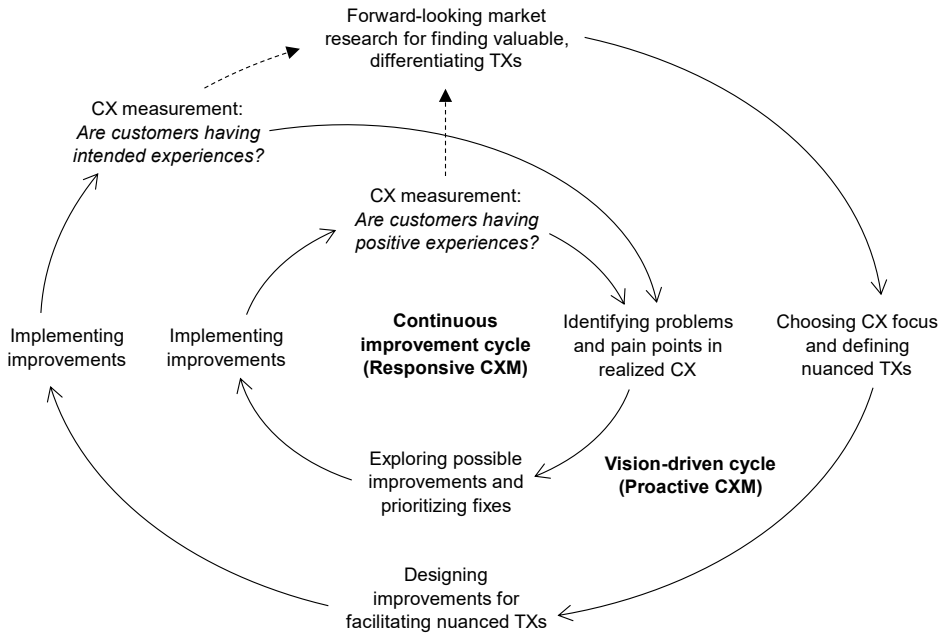 Forward-looking market
research for finding valuable,
differentiating TXs
CX measurement:
Are customers having
intended experiences?
CX measurement:
Are customers having
positive experiences?
Implementing
improvements
Implementing
improvements
Continuous
improvement cycle
(Responsive CXM)
Identifying problems
and pain points in
realized CX
Choosing CX focus
and defining
nuanced TXs
Exploring possible
improvements and
prioritizing fixes
Vision-driven cycle
(Proactive CXM)
Designing
improvements for
facilitating nuanced TXs